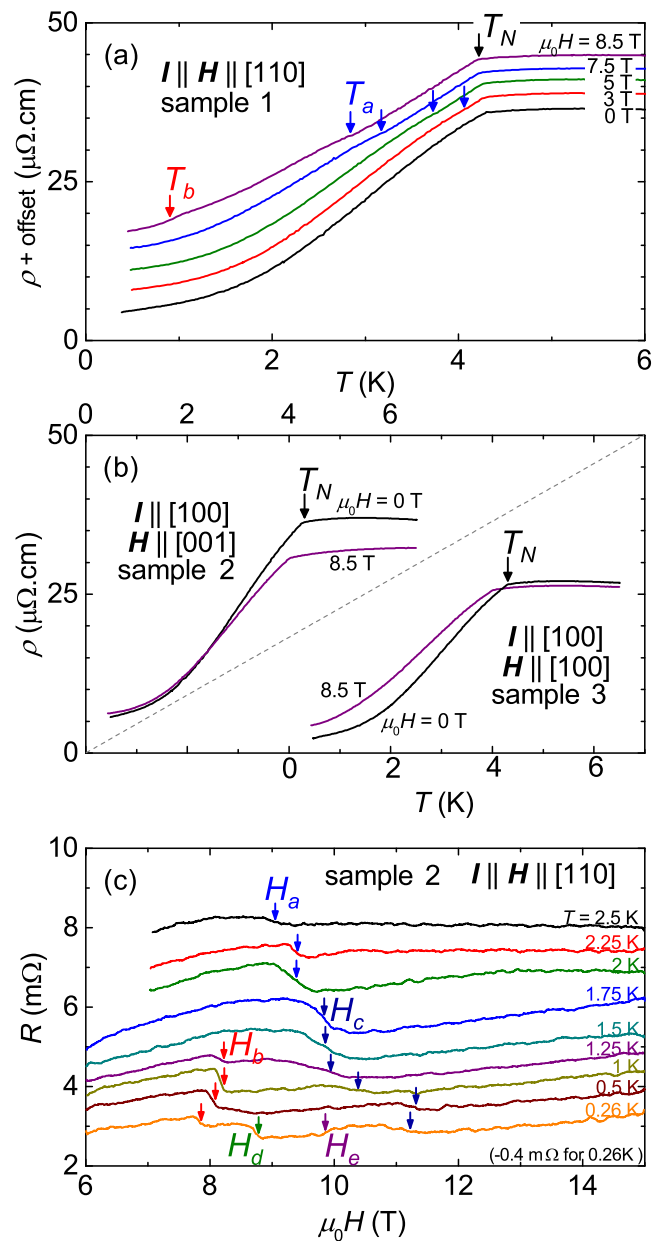 (a)
I || H || [110]
sample 1
T_N
μ₀H = 8.5 T
7.5 T
5 T
3 T
0 T
T_a
T_b
ρ + offset (μΩ.cm)
50
25
0
0 2 4 6
T (K)
0 2 4 6
(b)
I || [100]
H || [001]
sample 2
T_N
μ₀H = 0 T
8.5 T
T_N
I || [100]
H || [100]
sample 3
8.5 T
μ₀H = 0 T
ρ (μΩ.cm)
50
25
0
0 2 4 6
T (K)
(c)
sample 2 I || H || [110]
H_a
T = 2.5 K
2.25 K
2 K
1.75 K
H_c
1.5 K
1.25 K
H_b
1 K
0.5 K
0.26 K
H_d
H_e
(-0.4 mΩ for 0.26K )
R (mΩ)
10
8
6
4
2
6 8 10 12 14
μ₀H (T)